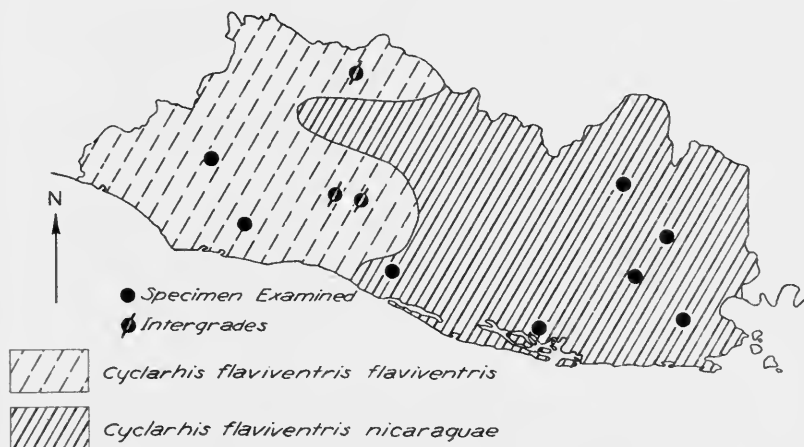 N
Specimen Examined
Intergrades
Cyclarhis flaviventris flaviventris
Cyclarhis flaviventris nicaraguae